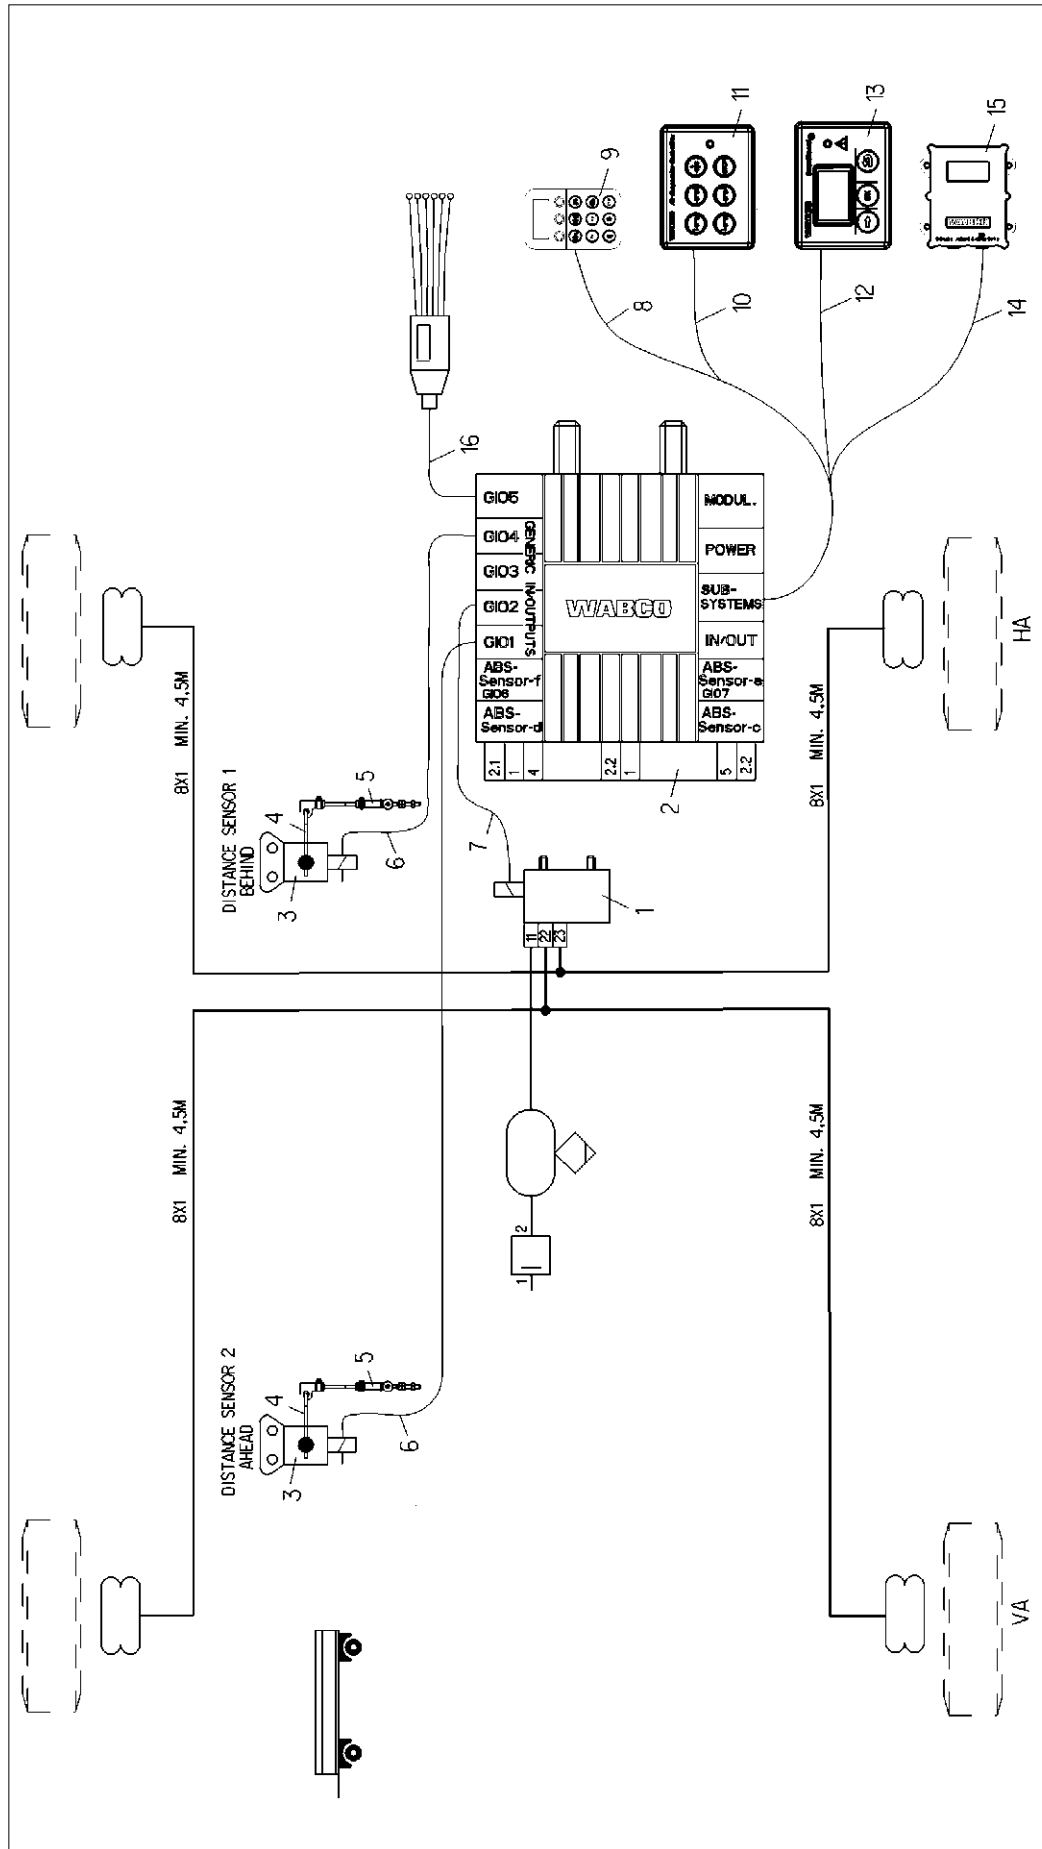 DISTANCE SENSOR 2
AHEAD
DISTANCE SENSOR 1
BEHIND
8X1 MIN. 4,5M
8X1 MIN. 4,5M
8X1 MIN. 4,5M
8X1 MIN. 4,5M
VA
HA
3
4
5
6
3
4
5
6
7
1
2
11
22
23
1
2
16
8
9
10
11
12
13
14
15
2.1
1
4
2.2
1
5
2.2
GIO5
GIO4
GIO3
GIO2
GIO1
GENERIC IN/OUTPUTS
ABS-
Sensor-f
GIO6
ABS-
Sensor-d
WABCO
MODUL.
POWER
SUB-
SYSTEMS
IN/OUT
ABS-
Sensor-e
GIO7
ABS-
Sensor-c